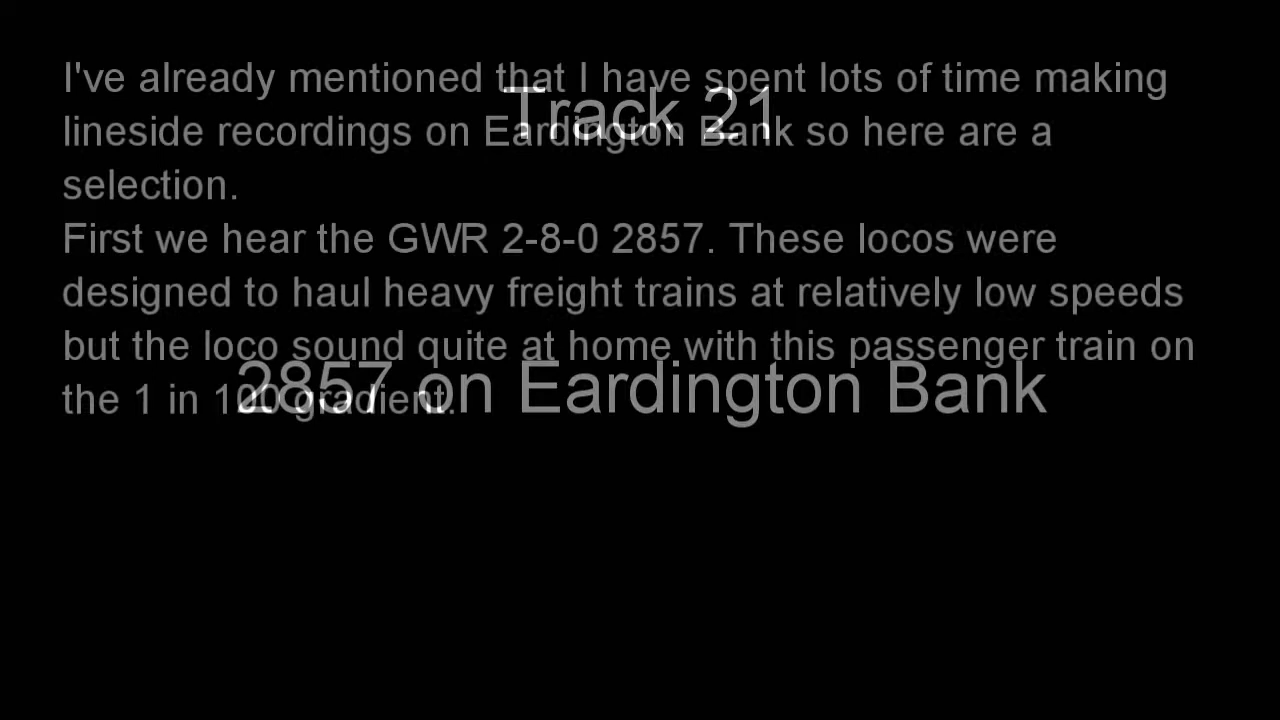 I've already mentioned that I have spent lots of time making
Track 21
lineside recordings on Eardington Bank so here are a
selection.
First we hear the GWR 2-8-0 2857. These locos were
designed to haul heavy freight trains at relatively low speeds
but the loco sound quite at home with this passenger train on
2857 on Eardington Bank
the 1 in 100 gradient.